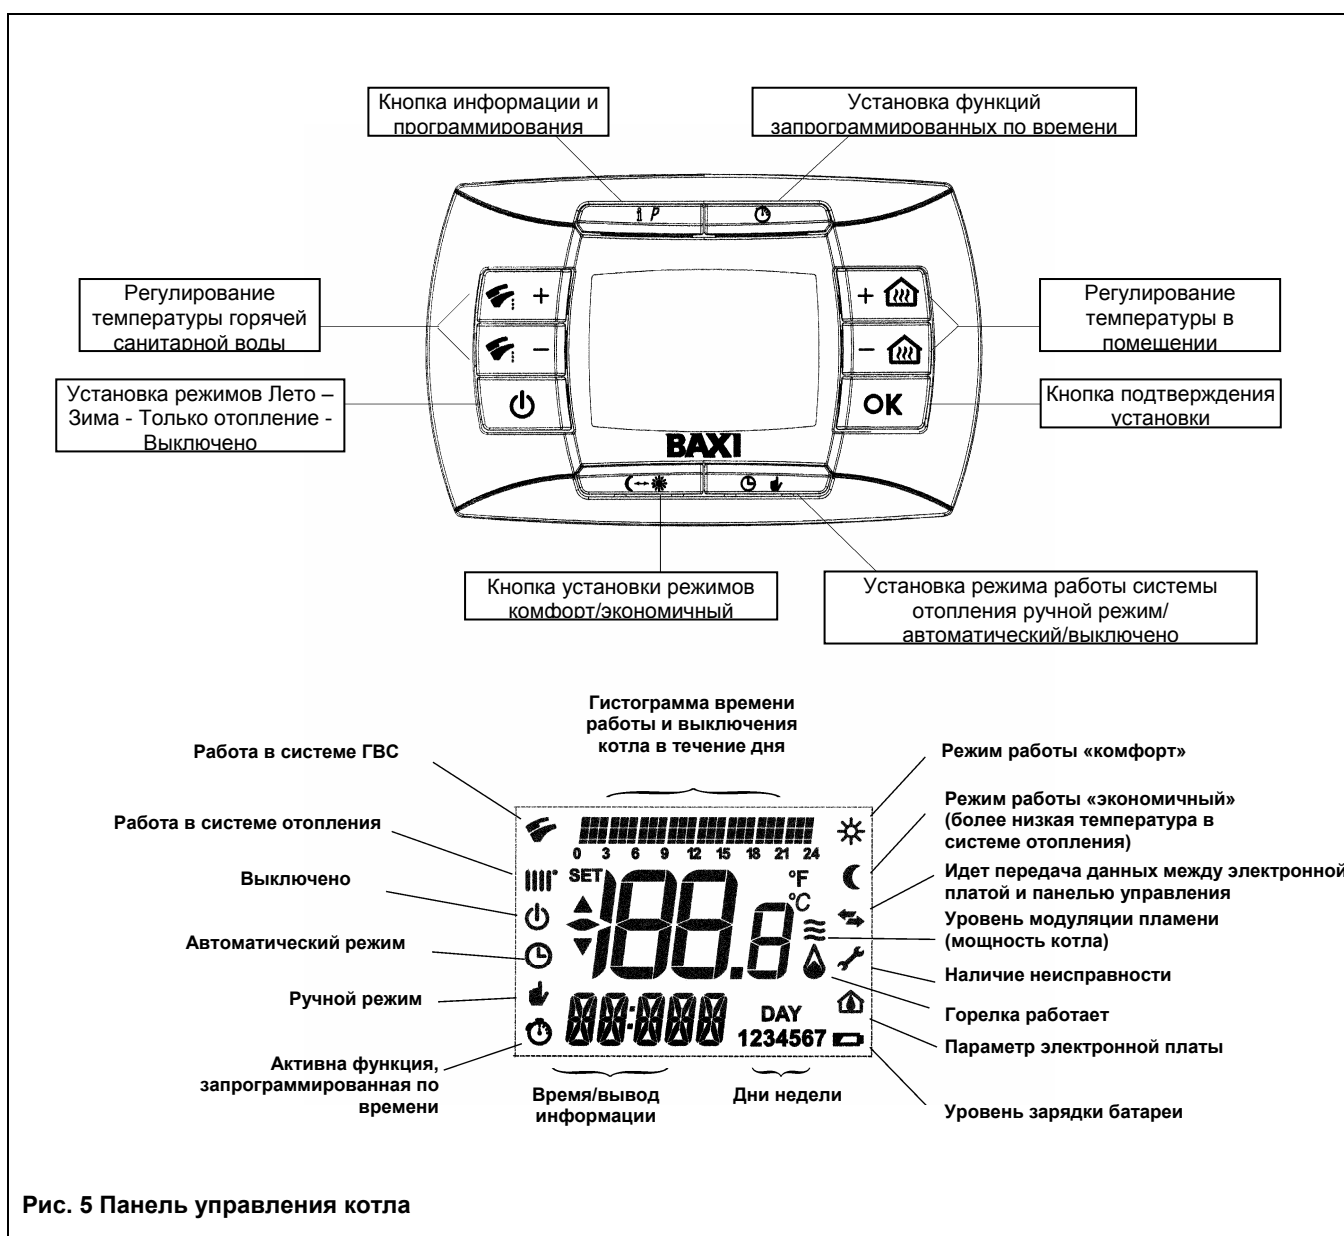 Кнопка информации и
программирования
Установка функций
запрограммированных по времени
i P
Регулирование
температуры горячей
санитарной воды
+
+
Регулирование
температуры в
помещении
−
−
Установка режимов Лето –
Зима - Только отопление -
Выключено
OK
Кнопка подтверждения
установки
BAXI
Кнопка установки режимов
комфорт/экономичный
Установка режима работы системы
отопления ручной режим/
автоматический/выключено
Гистограмма времени
работы и выключения
котла в течение дня
Работа в системе ГВС
Работа в системе отопления
Выключено
Автоматический режим
Ручной режим
Активна функция,
запрограммированная по
времени
0 3 6 9 12 15 18 21 24
SET
188.8
°F
°C
DAY
1234567
Время/вывод
информации
Дни недели
Режим работы «комфорт»
Режим работы «экономичный»
(более низкая температура в
системе отопления)
Идет передача данных между электронной
платой и панелью управления
Уровень модуляции пламени
(мощность котла)
Наличие неисправности
Горелка работает
Параметр электронной платы
Уровень зарядки батареи
Рис. 5 Панель управления котла